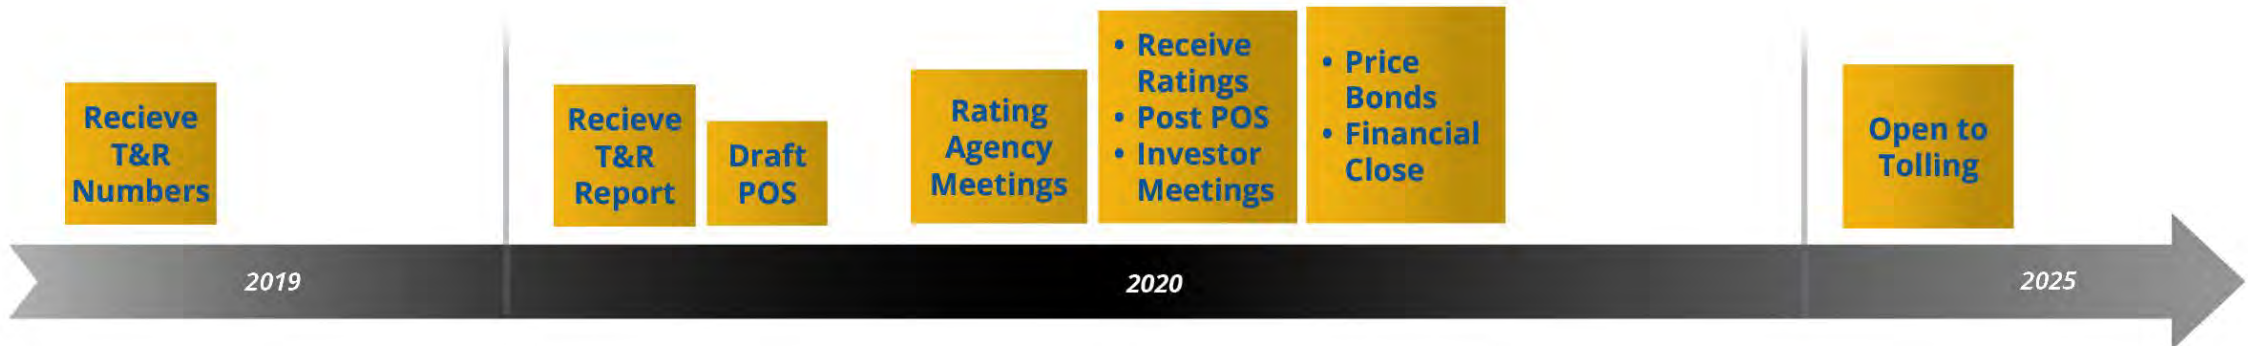 Recieve
T&R
Numbers
Recieve
T&R
Report
Draft
POS
Rating
Agency
Meetings
• Receive
Ratings
• Post POS
• Investor
Meetings
• Price
Bonds
• Financial
Close
Open to
Tolling
2019
2020
2025